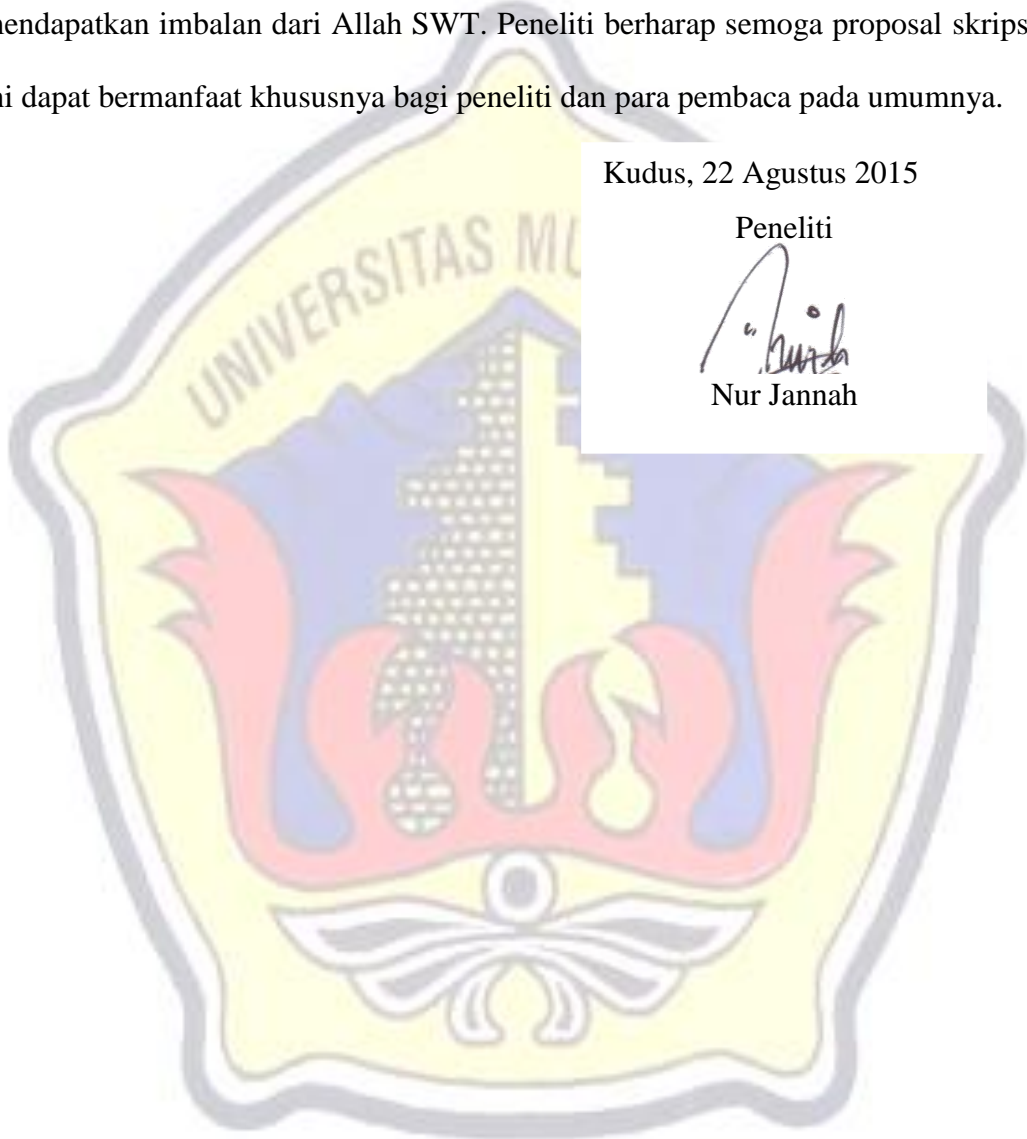 mendapatkan imbalan dari Allah SWT. Peneliti berharap semoga proposal skrips
ni dapat bermanfaat khususnya bagi peneliti dan para pembaca pada umumnya.
Kudus, 22 Agustus 2015
Peneliti
Nur Jannah
UNIVERSITAS MU